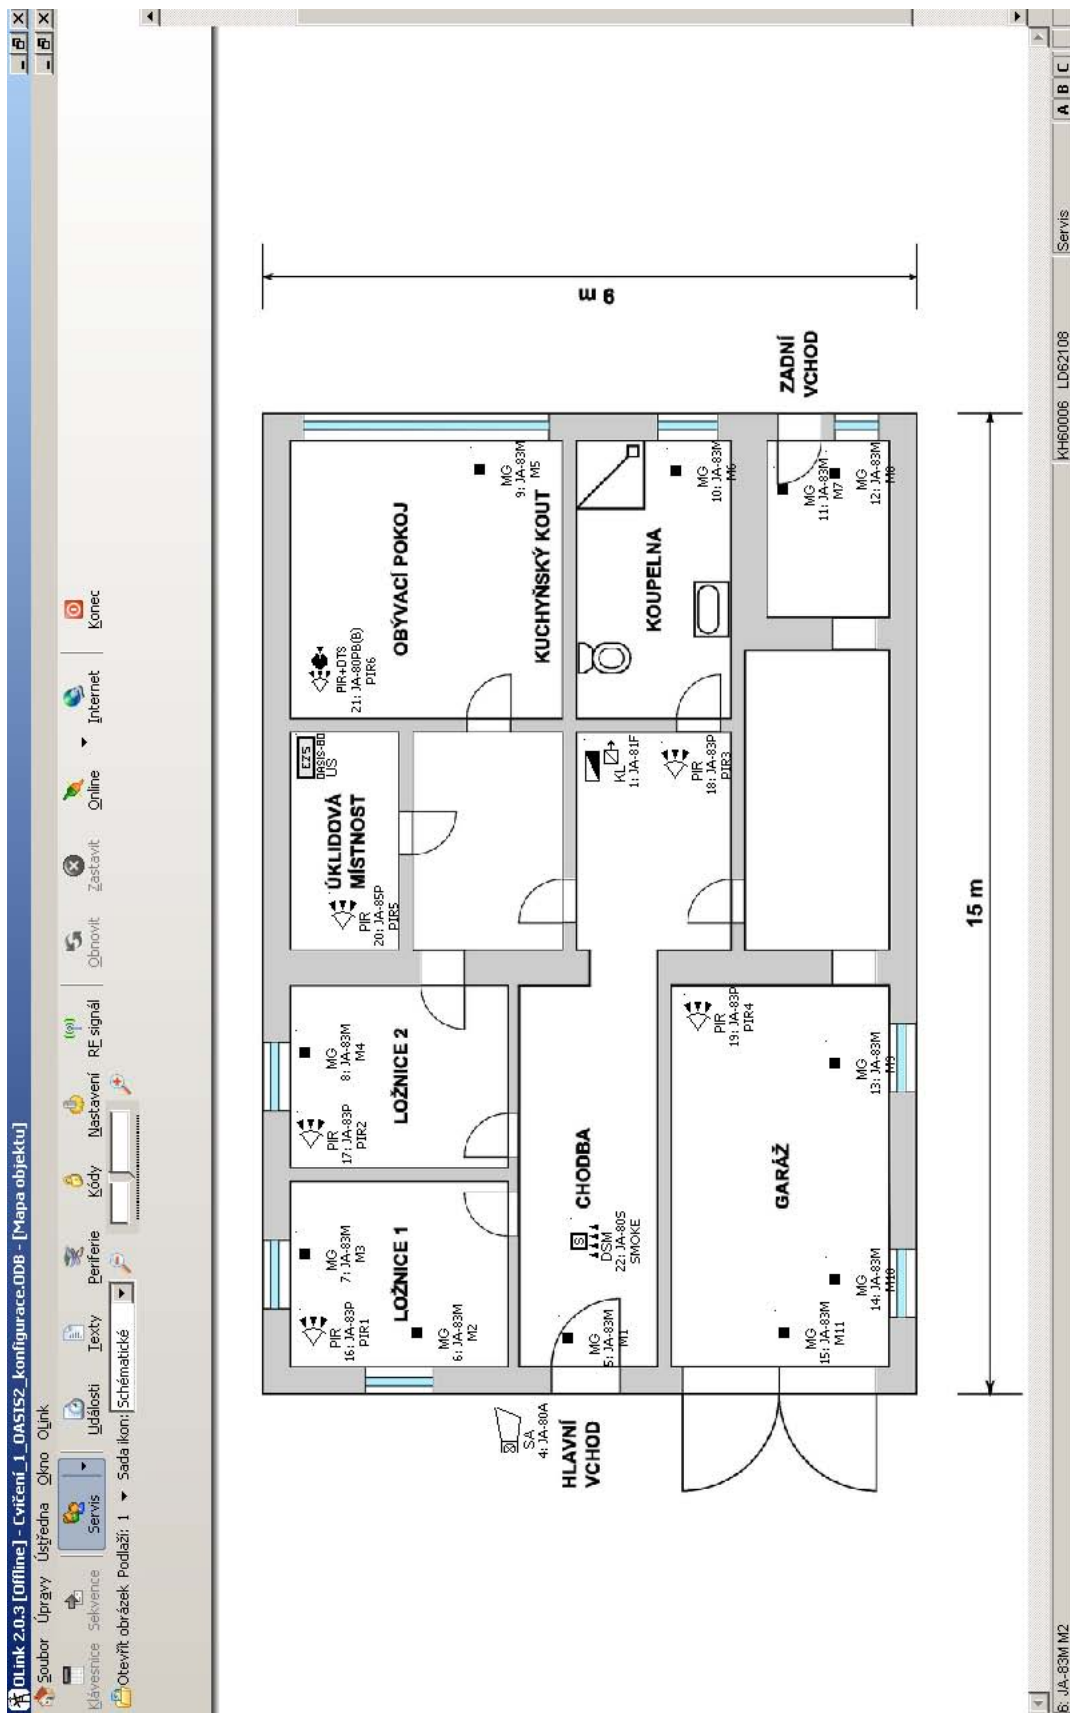 OLink 2.0.3 [Offline] - Cvičení_1_OASIS2_konfigurace.ODB - [Mapa objektu]
Soubor Úpravy Ústředna Okno OLink
Klávesnice Sekvence Servis Události Texty Periferie Kódy Nastavení RF signál Obnovit Zastavit Online Internet Konec
Otevřít obrázek Podlaží: 1 Sada ikon: Schématické
LOŽNICE 1
PIR
16: JA-83P
PIR1
MG
7: JA-83M
M3
MG
6: JA-83M
M2
LOŽNICE 2
PIR
17: JA-83P
PIR2
MG
8: JA-83M
M4
ÚKLIDOVÁ
MÍSTNOST
PIR
20: JA-85P
PIR5
EZS
OASIS-80
US
OBÝVACÍ POKOJ
PIR+DTS
21: JA-80PB(B)
PIR6
MG
9: JA-83M
M5
KUCHYŇSKÝ KOUT
SA
4: JA-80A
HLAVNÍ
VCHOD
MG
5: JA-83M
M1
CHODBA
S
DSM
22: JA-80S
SMOKE
KL
1: JA-81F
PIR
18: JA-83P
PIR3
KOUPELNA
MG
10: JA-83M
M6
GARÁŽ
PIR
19: JA-83P
PIR4
MG
15: JA-83M
M11
MG
14: JA-83M
M10
MG
13: JA-83M
M9
MG
11: JA-83M
M7
MG
12: JA-83M
M8
ZADNÍ
VCHOD
9 m
15 m
6: JA-83M M2 KH60006 LD62108 Servis A B C